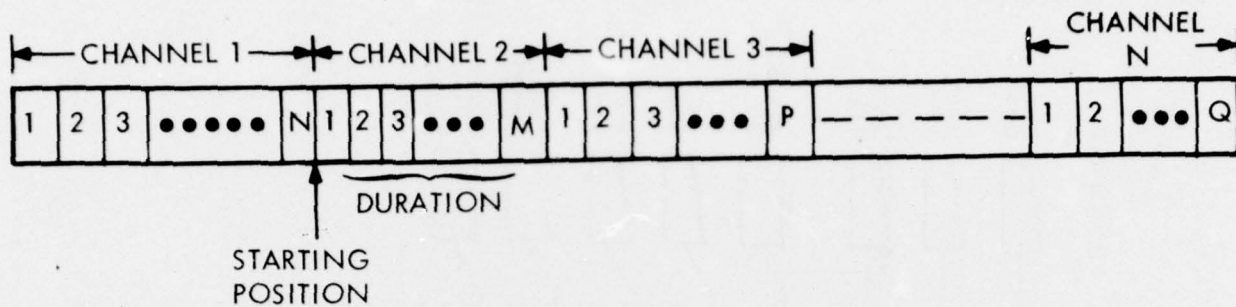 CHANNEL 1 CHANNEL 2 CHANNEL 3 CHANNEL
N
1 2 3 ••••• N 1 2 3 ••• M 1 2 3 ••• P — — — — — — 1 2 ••• Q
DURATION
STARTING
POSITION